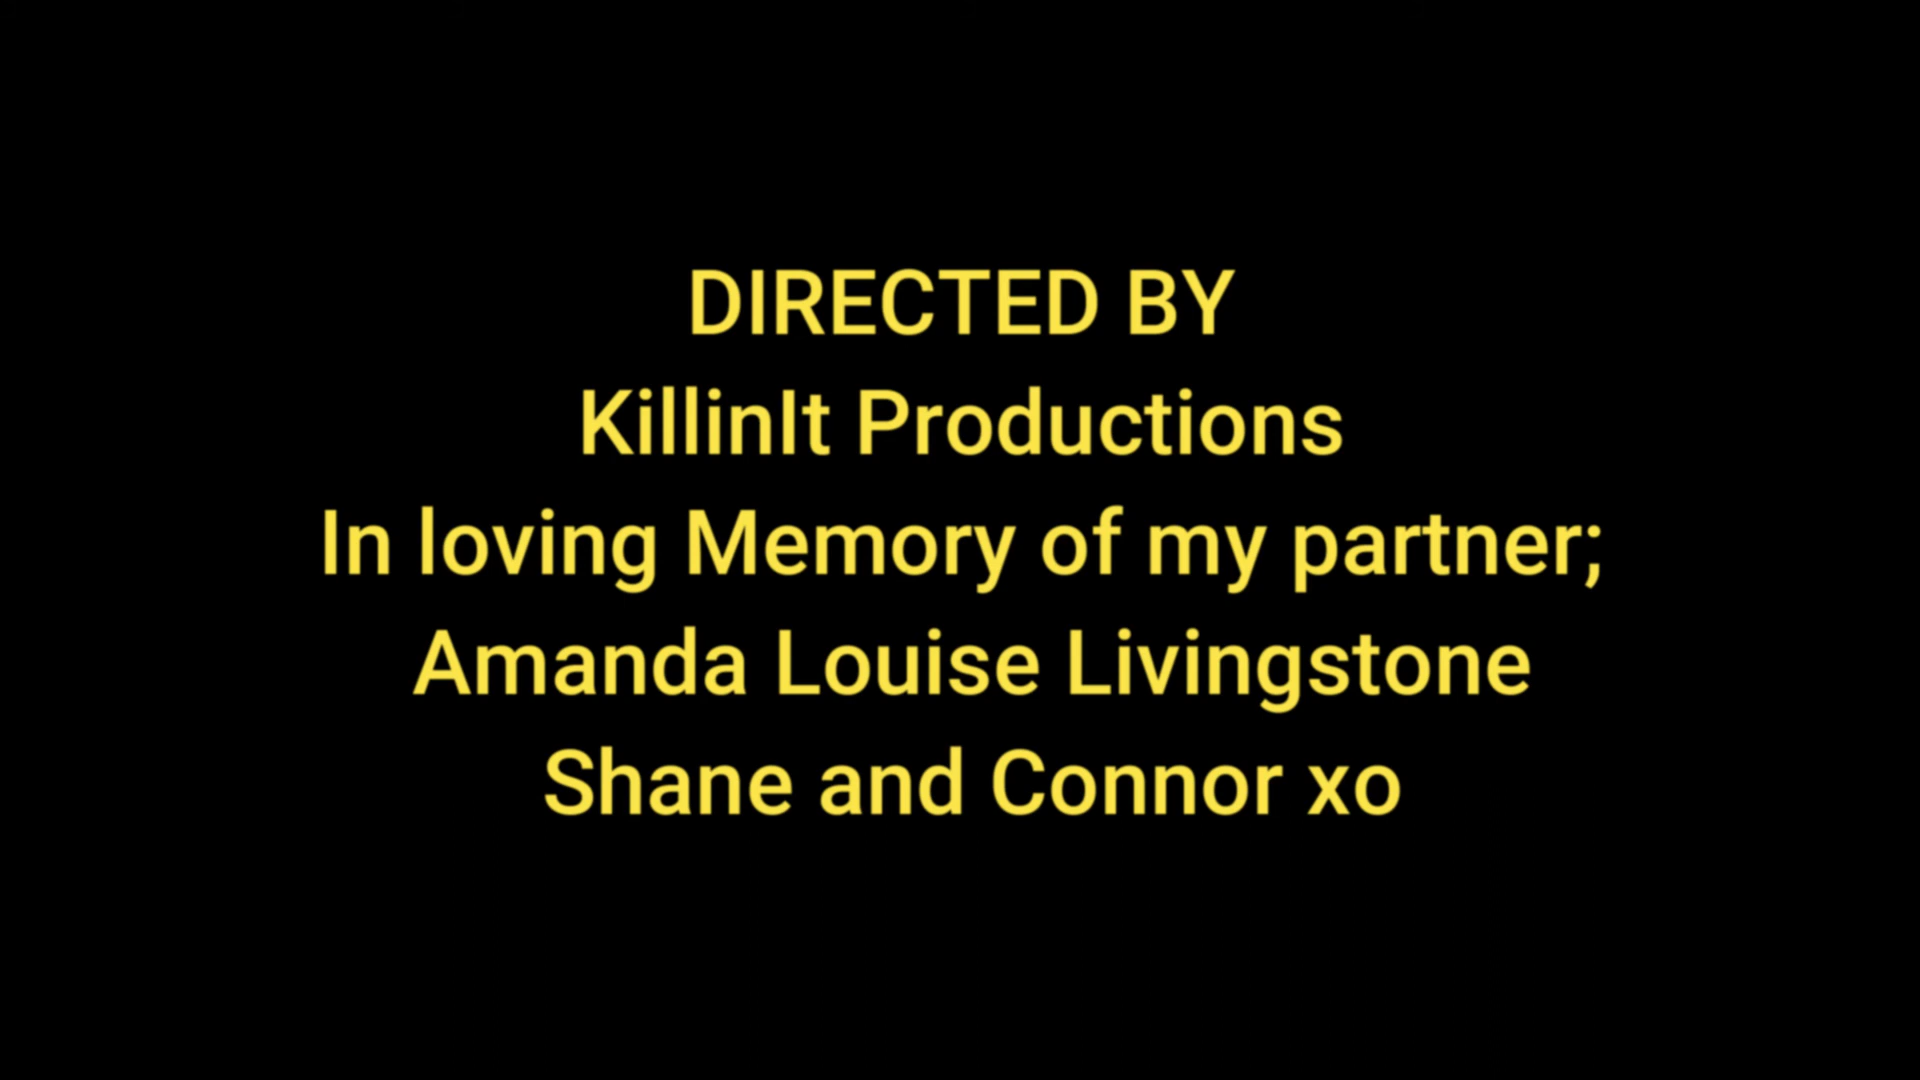 DIRECTED BY
KillinIt Productions
In loving Memory of my partner;
Amanda Louise Livingstone
Shane and Connor xo